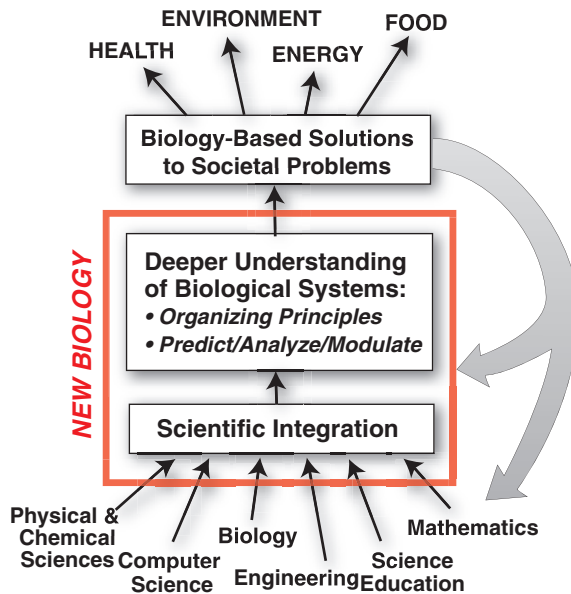 ENVIRONMENT
FOOD
HEALTH
ENERGY
Biology-Based Solutions
to Societal Problems
NEW BIOLOGY
Deeper Understanding
of Biological Systems:
• Organizing Principles
• Predict/Analyze/Modulate
Scientific Integration
Physical &
Chemical
Sciences
Computer
Science
Biology
Engineering
Science
Education
Mathematics